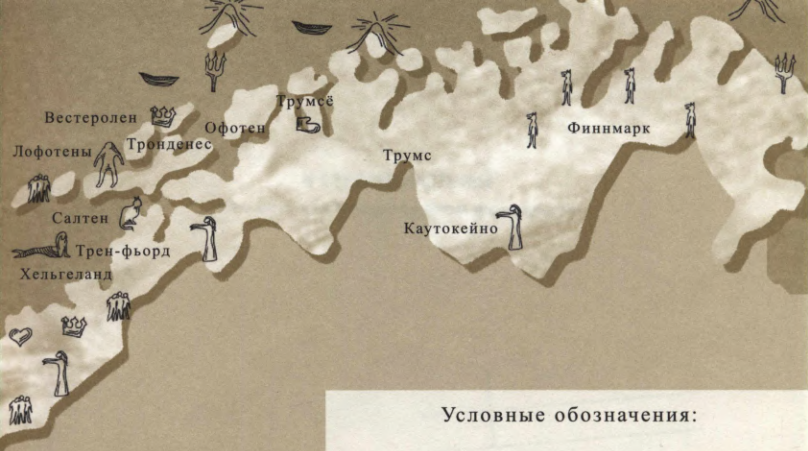 Трумсё
Вестеролен
Офотен
Тронденес
Финнмарк
Лофотены
Трумс
Салтен
Каутокейно
Трен-фьорд
Хельгеланд
Условные обозначения: